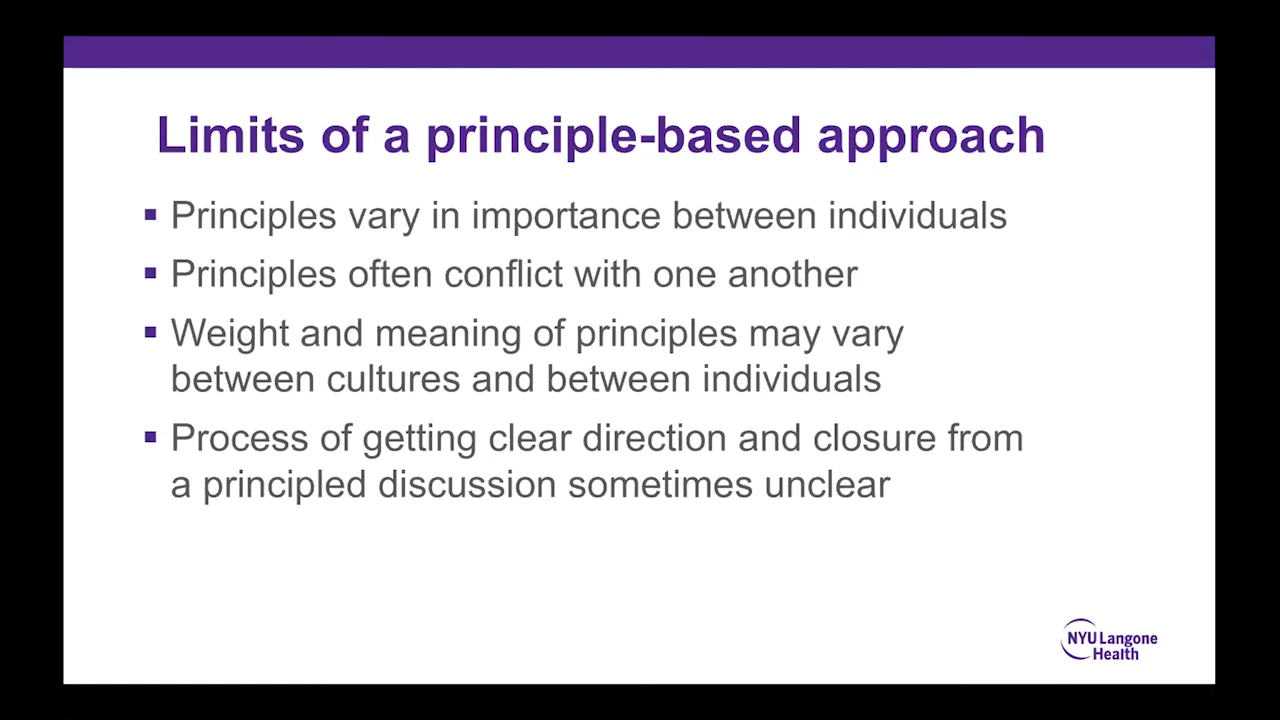 Limits of a principle-based approach
▪ Principles vary in importance between individuals
▪ Principles often conflict with one another
▪ Weight and meaning of principles may vary
between cultures and between individuals
▪ Process of getting clear direction and closure from
a principled discussion sometimes unclear
NYU Langone
Health